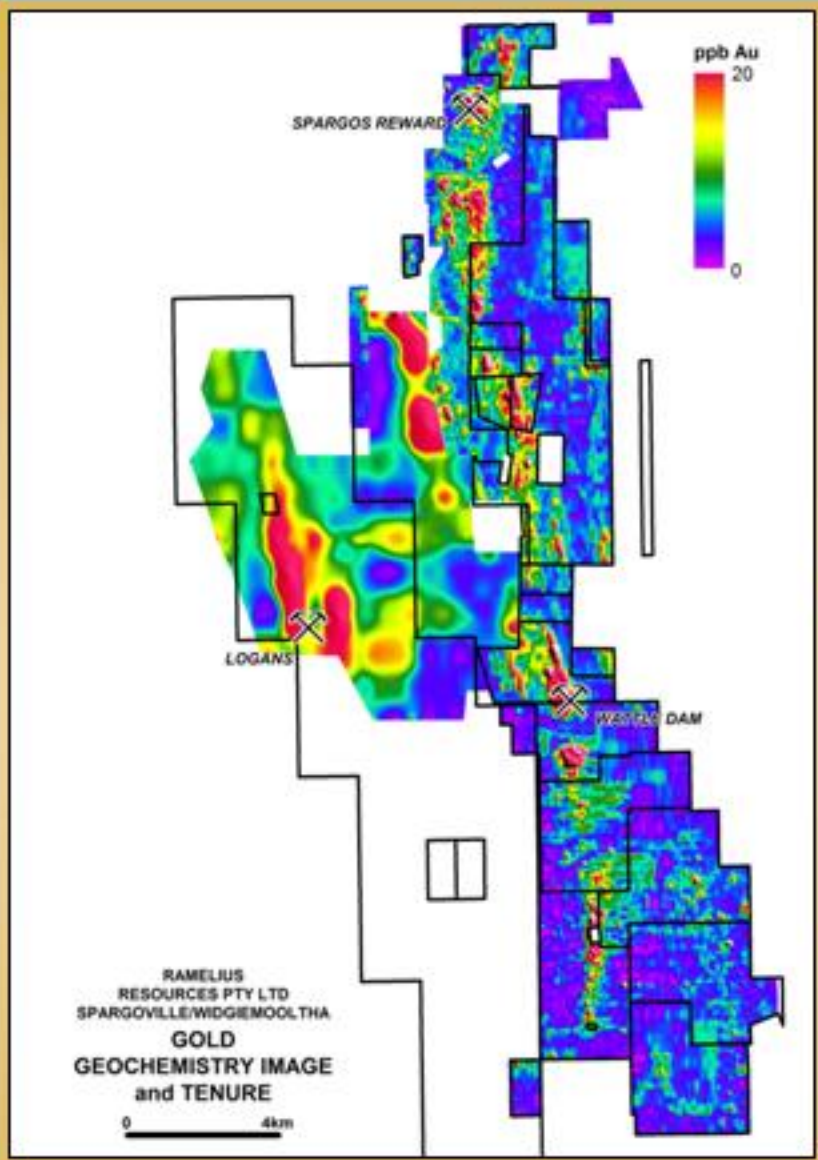 ppb Au
20
SPARGOS REWARD
0
LOGANS
WATTLE DAM
RAMELIUS
RESOURCES PTY LTD
SPARGOVILLE/WIDGIEMOOLTHA
GOLD
GEOCHEMISTRY IMAGE
and TENURE
0 4km